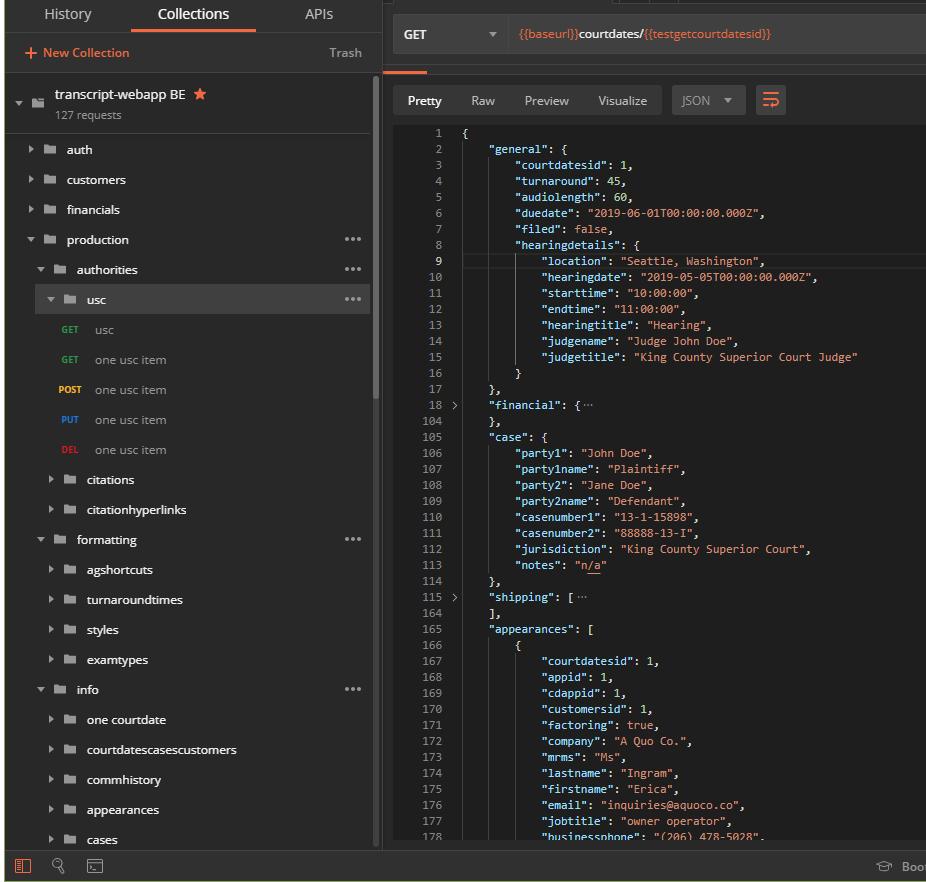 History Collections APIs
+ New Collection Trash
transcript-webapp BE
127 requests
auth
customers
financials
production
authorities
usc
GET usc
GET one usc item
POST one usc item
PUT one usc item
DEL one usc item
citations
citationhyperlinks
formatting
agshortcuts
turnaroundtimes
styles
examtypes
info
one courtdate
courtdatescasescustomers
commhistory
appearances
cases
GET {{baseurl}}courtdates/{{testgetcourtdatesid}}
Pretty Raw Preview Visualize JSON
1 {
2 "general": {
3 "courtdatesid": 1,
4 "turnaround": 45,
5 "audiolength": 60,
6 "duedate": "2019-06-01T00:00:00.000Z",
7 "filed": false,
8 "hearingdetails": {
9 "location": "Seattle, Washington",
10 "hearingdate": "2019-05-05T00:00:00.000Z",
11 "starttime": "10:00:00",
12 "endtime": "11:00:00",
13 "hearingtitle": "Hearing",
14 "judgename": "Judge John Doe",
15 "judgetitle": "King County Superior Court Judge"
16 }
17 },
18 "financial": {···
104 },
105 "case": {
106 "party1": "John Doe",
107 "party1name": "Plaintiff",
108 "party2": "Jane Doe",
109 "party2name": "Defendant",
110 "casenumber1": "13-1-15898",
111 "casenumber2": "88888-13-I",
112 "jurisdiction": "King County Superior Court",
113 "notes": "n/a"
114 },
115 "shipping": [···
164 ],
165 "appearances": [
166 {
167 "courtdatesid": 1,
168 "appid": 1,
169 "cdappid": 1,
170 "customersid": 1,
171 "factoring": true,
172 "company": "A Quo Co.",
173 "mrms": "Ms",
174 "lastname": "Ingram",
175 "firstname": "Erica",
176 "email": "inquiries@aquoco.co",
177 "jobtitle": "owner operator",
178 "businessphone": "(206) 478-5028",
Boot